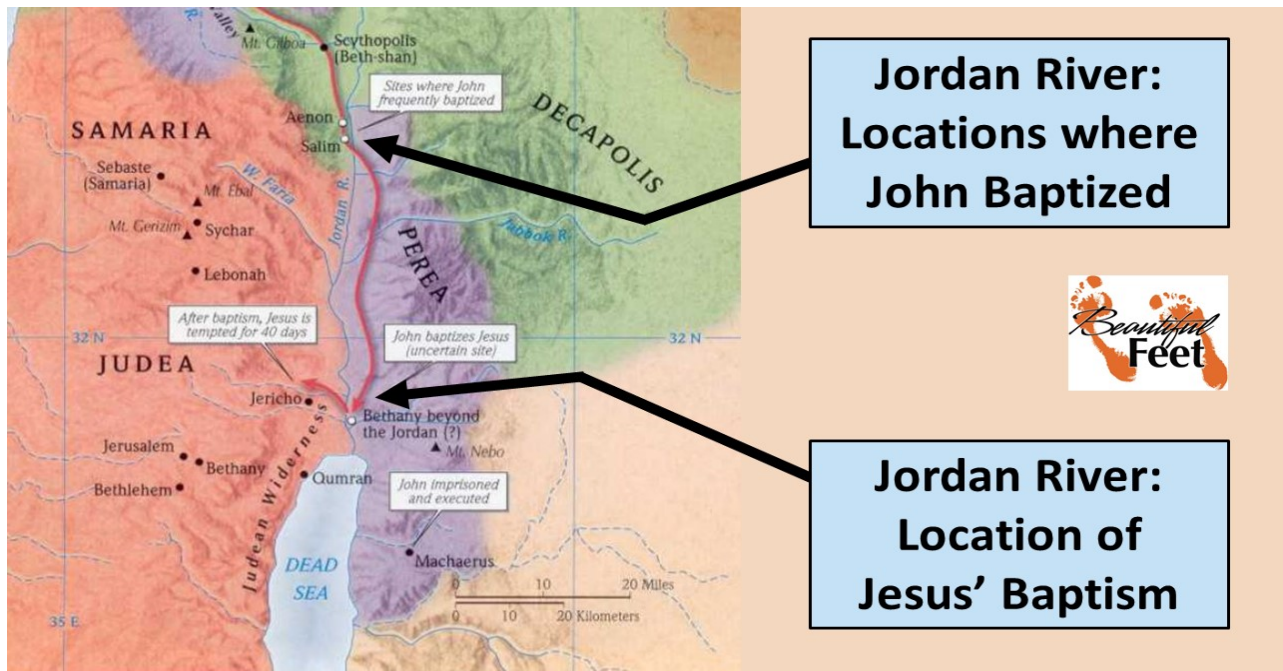 R.
Valley
Mt. Gilboa
Scythopolis
(Beth-shan)
Sites where John
frequently baptized
Aenon
Salim
DECAPOLIS
SAMARIA
Sebaste
(Samaria)
Mt. Ebal
W. Faria
Jordan R.
Mt. Gerizim
Sychar
Jabbok R.
PEREA
Lebonah
After baptism, Jesus is
tempted for 40 days
32 N
32 N
John baptizes Jesus
(uncertain site)
JUDEA
Jericho
Bethany beyond
the Jordan (?)
Mt. Nebo
Jerusalem
Bethany
Bethlehem
Judean Widerness
Qumran
John imprisoned
and executed
Machaerus
DEAD
SEA
0 10 20 Miles
0 10 20 Kilometers
35 E
Jordan River:
Locations where
John Baptized
Beautiful
Feet
Jordan River:
Location of
Jesus’ Baptism